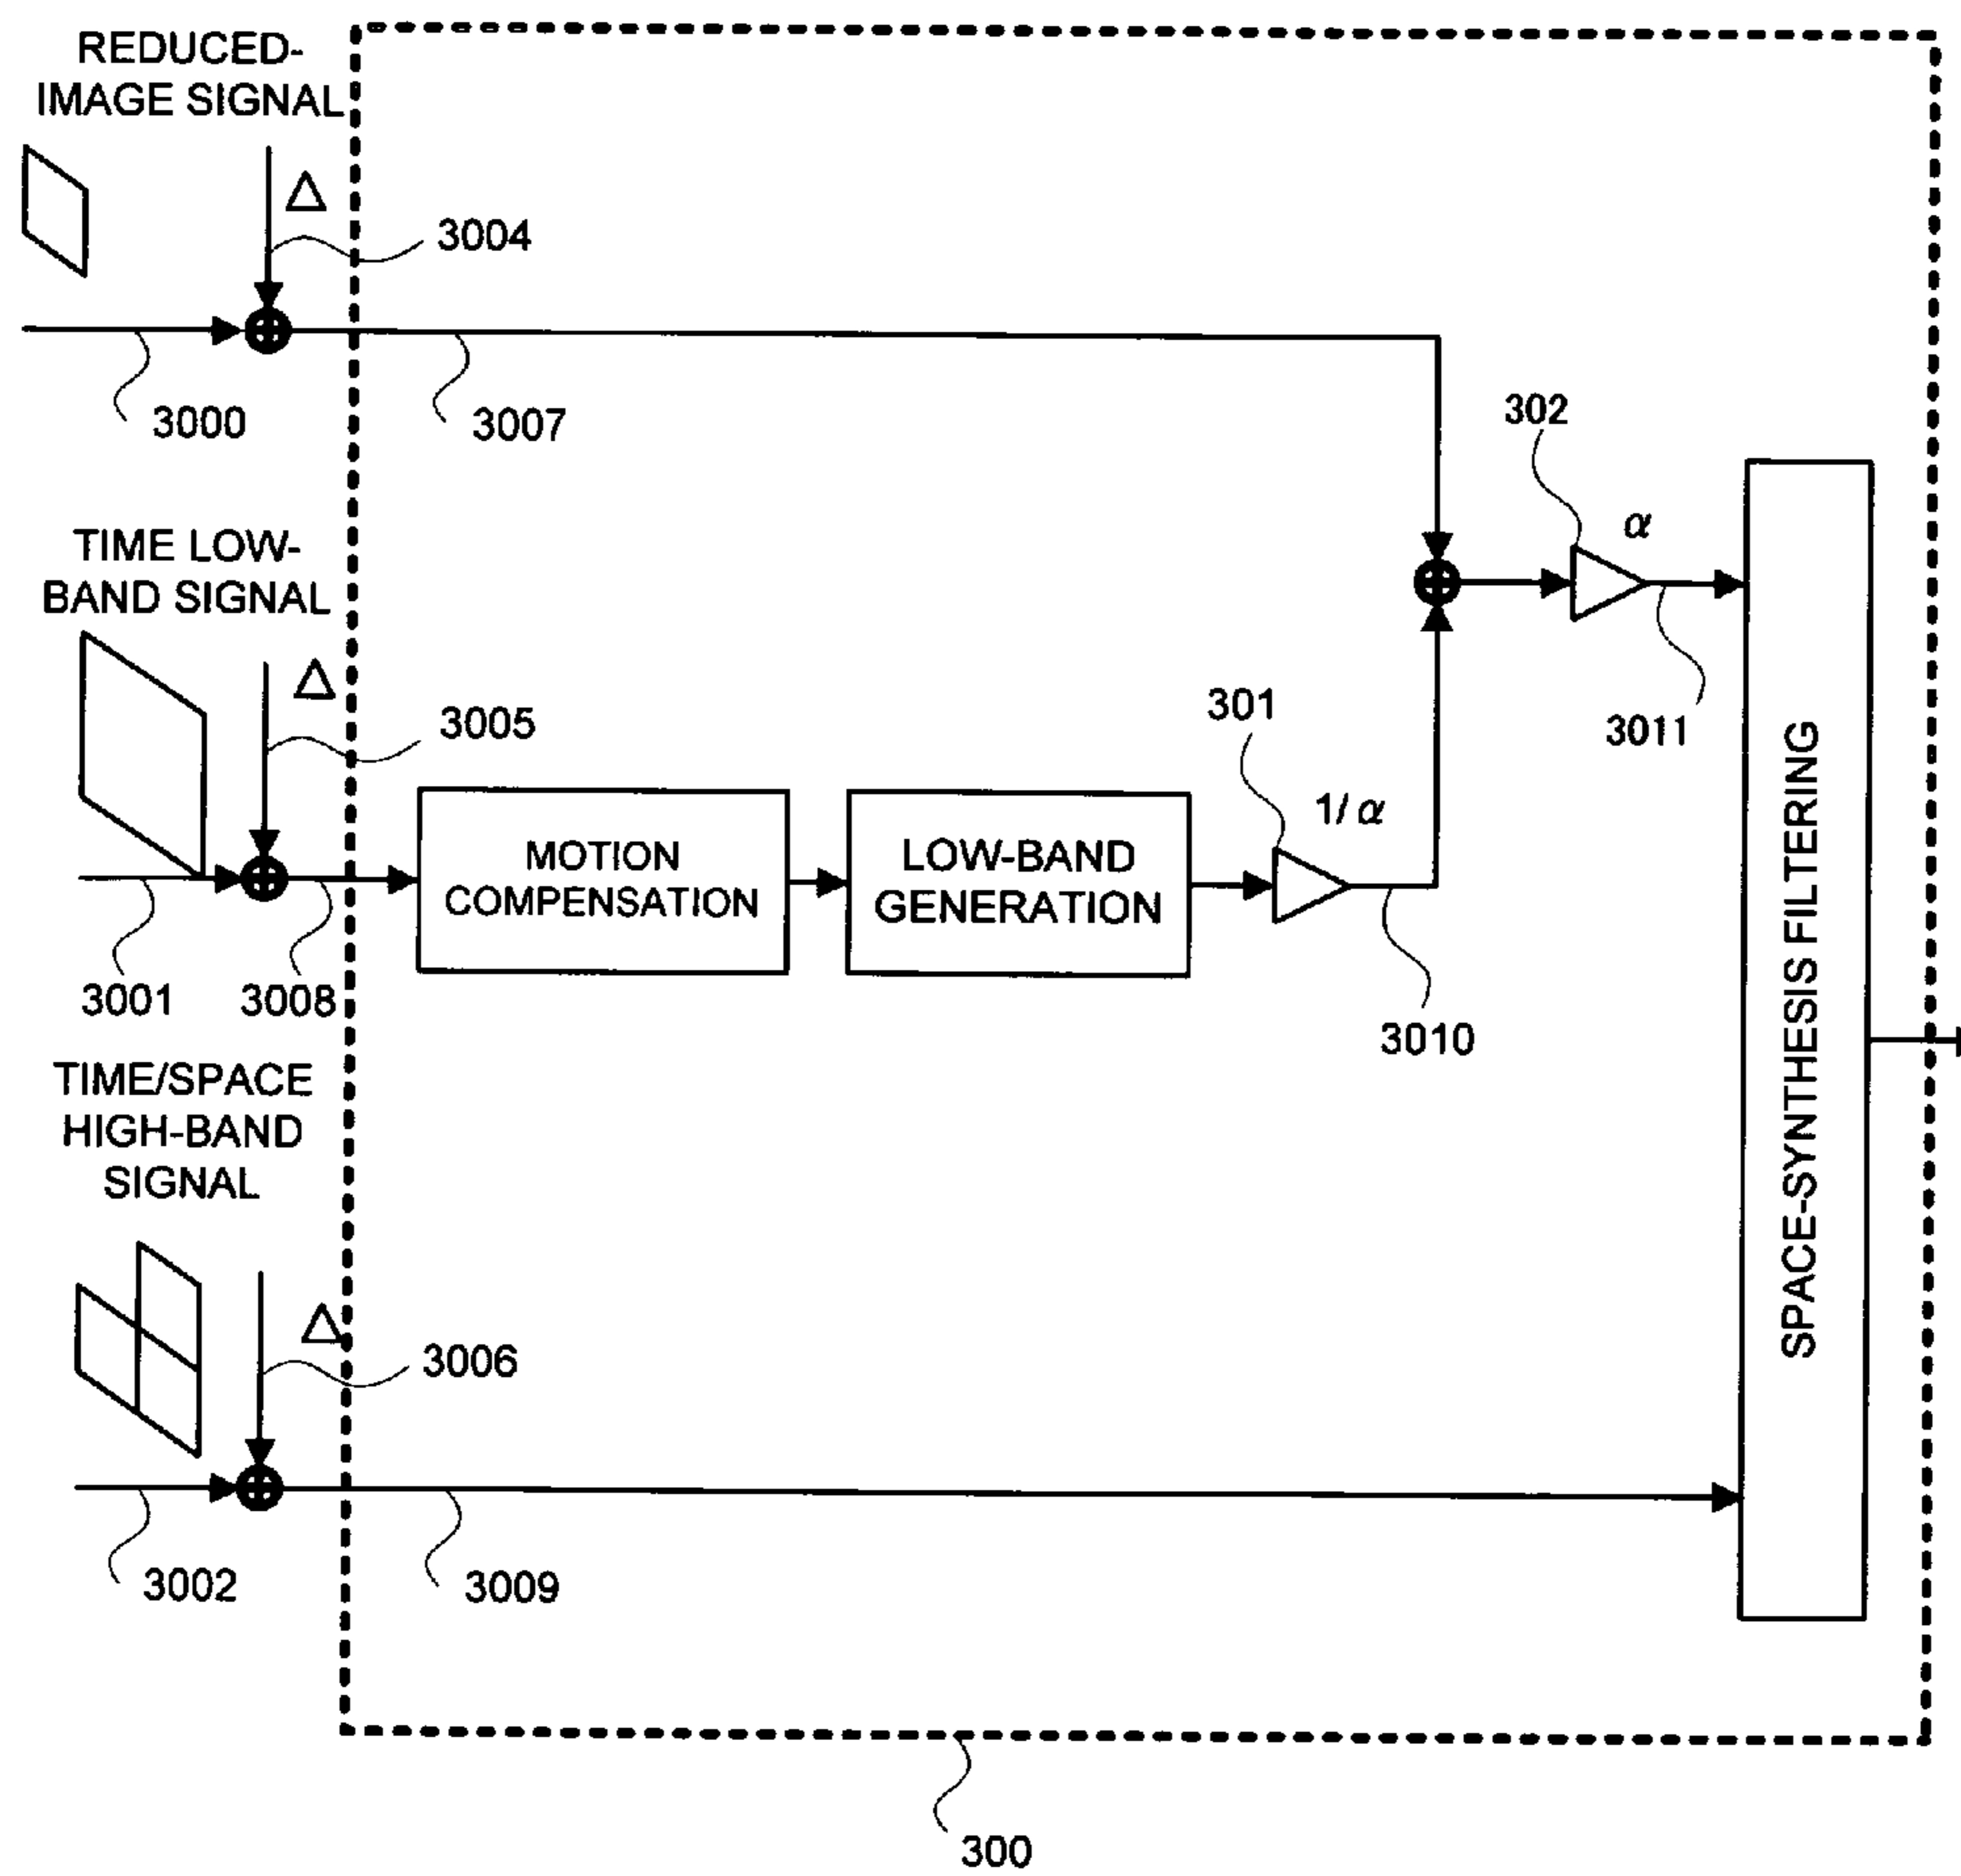 REDUCED-
IMAGE SIGNAL
Δ
3004
3000
3007
302
α
TIME LOW-
BAND SIGNAL
Δ
3005
301
1/α
3011
MOTION
COMPENSATION
LOW-BAND
GENERATION
3001
3008
3010
SPACE-SYNTHESIS FILTERING
TIME/SPACE
HIGH-BAND
SIGNAL
Δ
3006
3002
3009
300